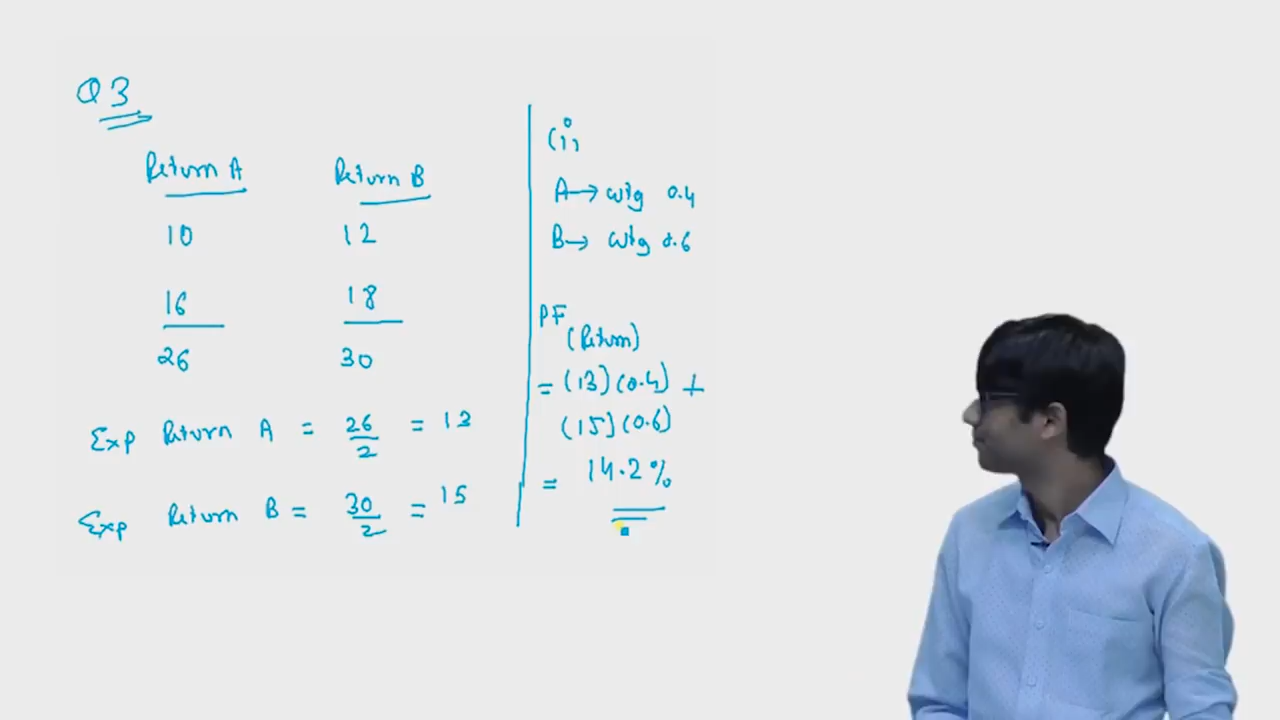 Q3
Return A Return B
10 12
16 18
26 30
Exp Return A = 26/2 = 13
Exp Return B = 30/2 = 15
(i)
A→ wtg 0.4
B→ wtg 0.6
PF
(Return)
= (13)(0.4) +
(15)(0.6)
= 14.2%